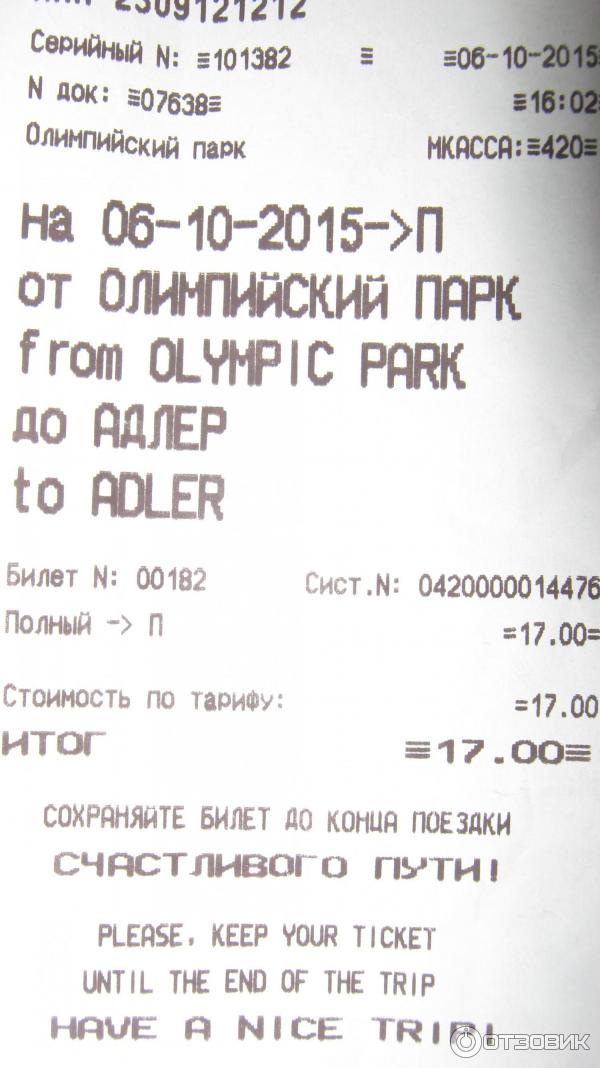 2309121212
Серийный N: ≡101382 ≡ ≡06-10-2015≡
N док: ≡07638≡ ≡16:02
Олимпийский парк МКАССА:≡420≡
на 06-10-2015->П
от ОЛИМПИЙСКИЙ ПАРК
from OLYMPIC PARK
до АДЛЕР
to ADLER
Билет N: 00182 Сист.N: 0420000014476
Полный -> П =17.00=
Стоимость по тарифу: =17.00
ИТОГ ≡17.00≡
СОХРАНЯЙТЕ БИЛЕТ ДО КОНЦА ПОЕЗДКИ
СЧАСТЛИВОГО ПУТИ!
PLEASE, KEEP YOUR TICKET
UNTIL THE END OF THE TRIP
HAVE A NICE TRIP!
ОТЗОВИК